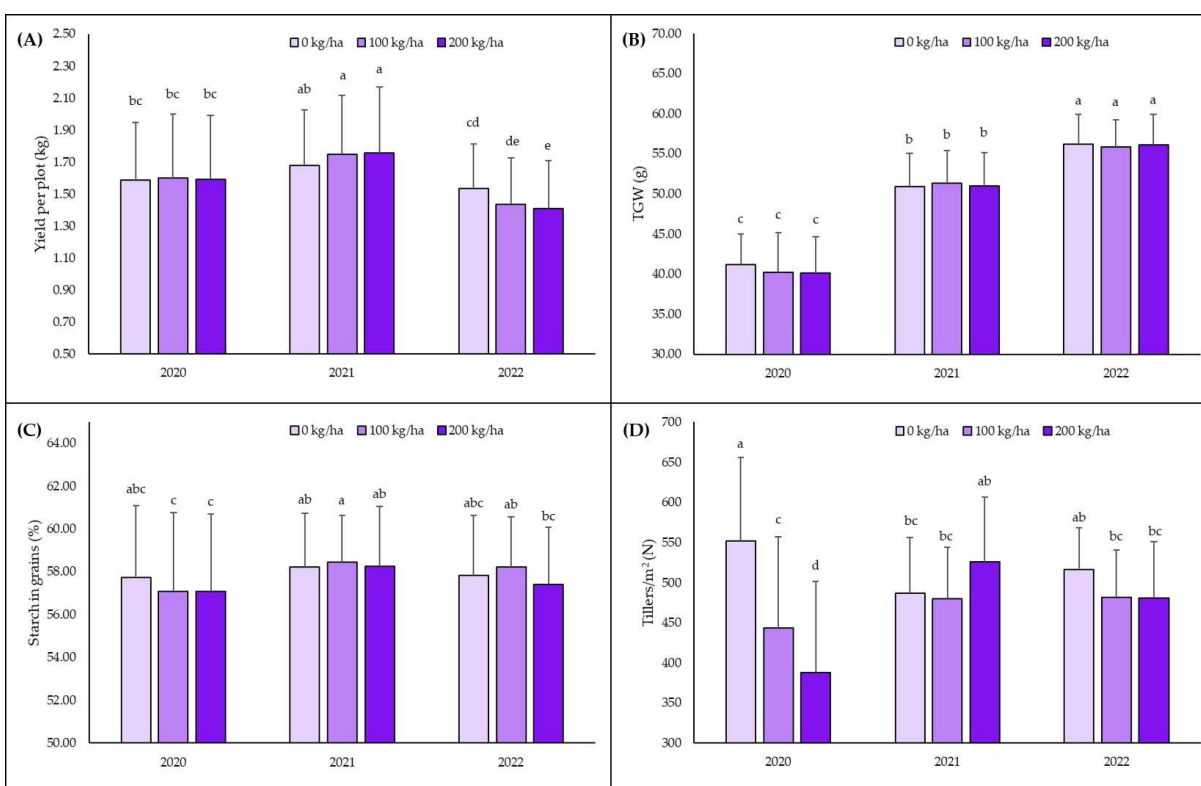 (A)
0 kg/ha 100 kg/ha 200 kg/ha
Yield per plot (kg)
2.50
2.30
2.10
1.90
1.70
1.50
1.30
1.10
0.90
0.70
0.50
bc bc bc
ab a a
cd de e
2020 2021 2022
(B)
0 kg/ha 100 kg/ha 200 kg/ha
TGW (g)
70.00
65.00
60.00
55.00
50.00
45.00
40.00
35.00
30.00
c c c
b b b
a a a
2020 2021 2022
(C)
0 kg/ha 100 kg/ha 200 kg/ha
Starch in grains (%)
64.00
62.00
60.00
58.00
56.00
54.00
52.00
50.00
abc c c
ab a ab
abc ab bc
2020 2021 2022
(D)
0 kg/ha 100 kg/ha 200 kg/ha
Tillers/m² (N)
700
650
600
550
500
450
400
350
300
a c d
bc bc ab
ab bc bc
2020 2021 2022